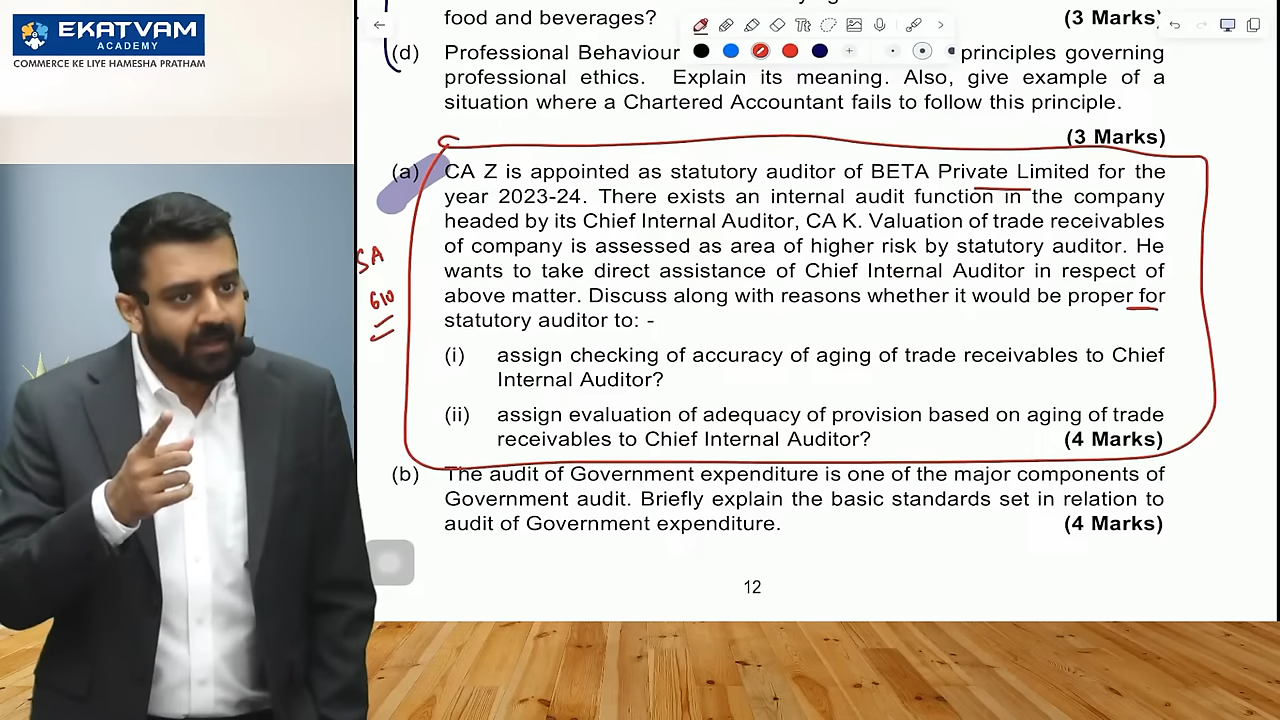 EKATVAM
ACADEMY
COMMERCE KE LIYE HAMESHA PRATHAM
food and beverages? (3 Marks)
(d) Professional Behaviour principles governing
professional ethics. Explain its meaning. Also, give example of a
situation where a Chartered Accountant fails to follow this principle.
(3 Marks)
(a) CA Z is appointed as statutory auditor of BETA Private Limited for the
year 2023-24. There exists an internal audit function in the company
headed by its Chief Internal Auditor, CA K. Valuation of trade receivables
of company is assessed as area of higher risk by statutory auditor. He
wants to take direct assistance of Chief Internal Auditor in respect of
above matter. Discuss along with reasons whether it would be proper for
statutory auditor to: -
SA
610
(i) assign checking of accuracy of aging of trade receivables to Chief
Internal Auditor?
(ii) assign evaluation of adequacy of provision based on aging of trade
receivables to Chief Internal Auditor? (4 Marks)
(b) The audit of Government expenditure is one of the major components of
Government audit. Briefly explain the basic standards set in relation to
audit of Government expenditure. (4 Marks)
12